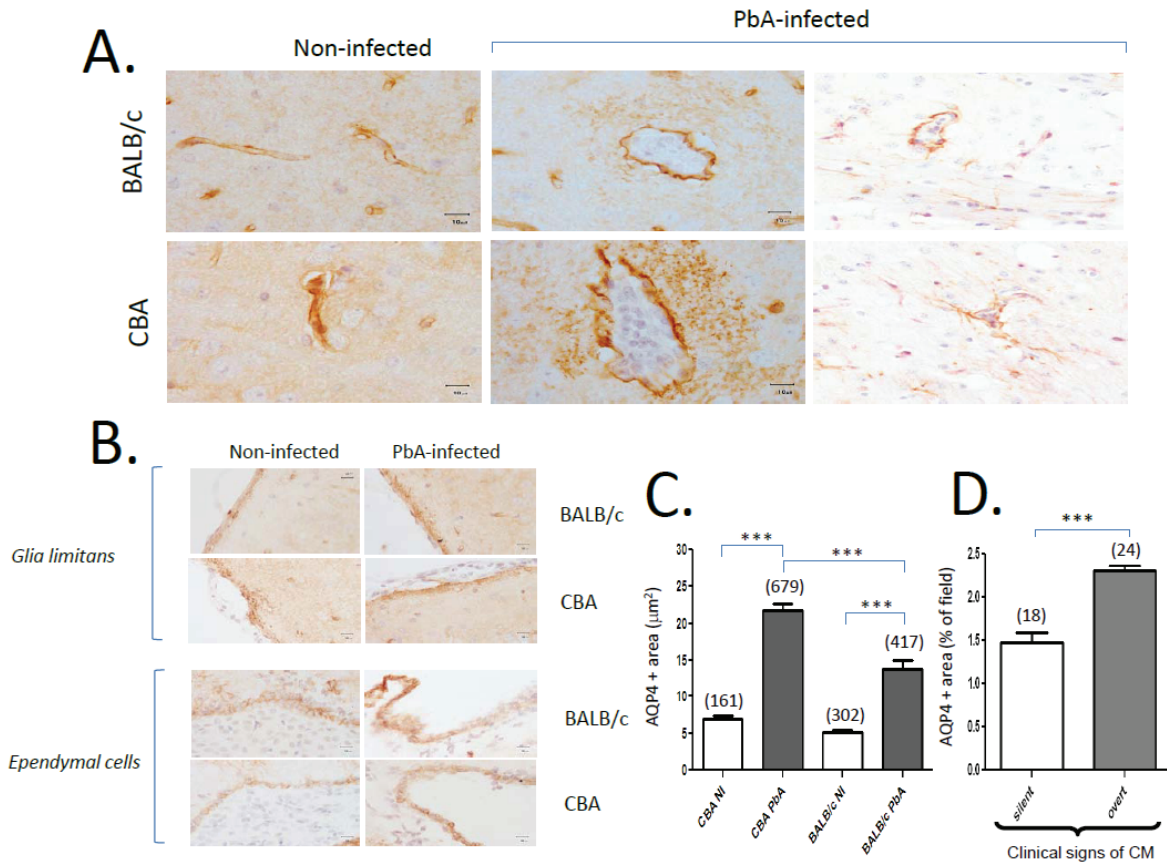 A.
Non-infected
PbA-infected
BALB/c
CBA
10um
B.
Non-infected
PbA-infected
Glia limitans
BALB/c
CBA
Ependymal cells
BALB/c
CBA
C.
AQP4 + area (μm²)
30
25
20
15
10
5
0
***
***
***
(161)
(679)
(302)
(417)
CBA NI
CBA PbA
BALB/c NI
BALB/c PbA
D.
AQP4 + area (% of field)
2.5
2.0
1.5
1.0
0.5
0.0
***
(18)
(24)
silent
overt
Clinical signs of CM